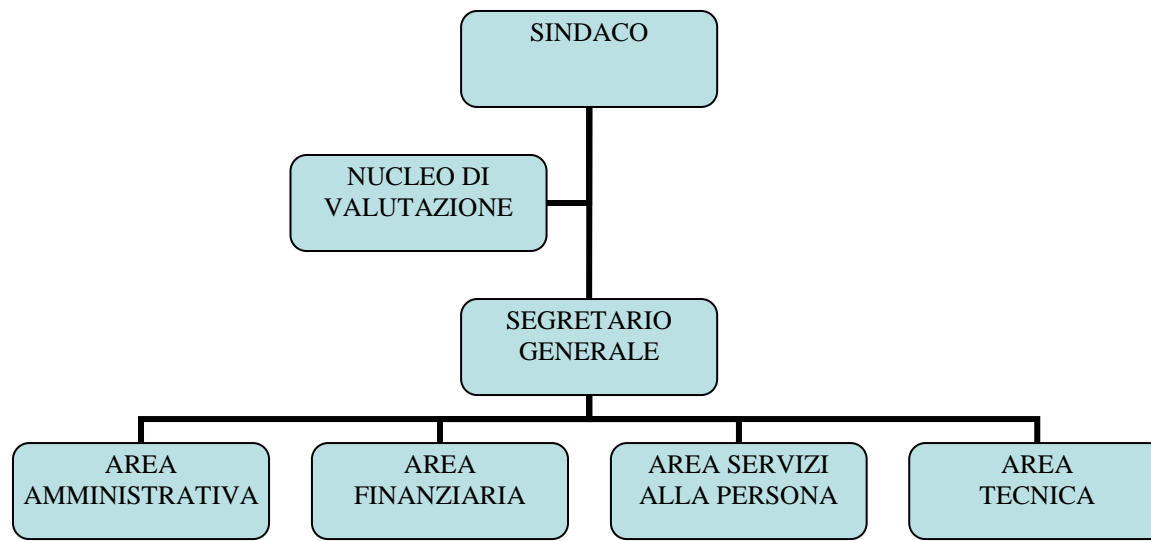 SINDACO
NUCLEO DI
VALUTAZIONE
SEGRETARIO
GENERALE
AREA
AMMINISTRATIVA
AREA
FINANZIARIA
AREA SERVIZI
ALLA PERSONA
AREA
TECNICA